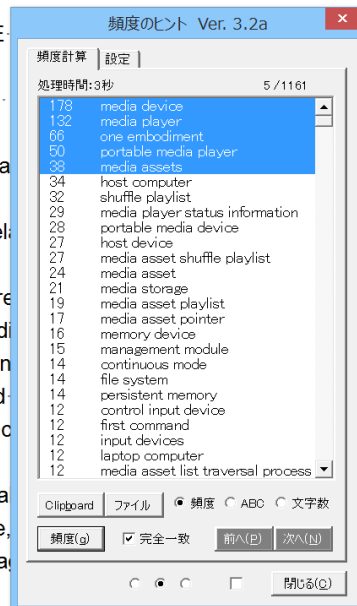 頻度のヒント Ver. 3.2a
頻度計算 設定
処理時間:3秒 5/1161
178 media device
132 media player
66 one embodiment
50 portable media player
38 media assets
34 host computer
32 shuffle playlist
29 media player status information
28 portable media device
27 host device
27 media asset shuffle playlist
24 media asset
21 media storage
19 media asset playlist
17 media asset pointer
16 memory device
15 management module
14 continuous mode
14 file system
14 persistent memory
12 control input device
12 first command
12 input devices
12 laptop computer
12 media asset list traversal process
Clipboard ファイル 頻度 ABC 文字数
頻度(g) 完全一致 前へ(P) 次へ(N)
閉じる(C)